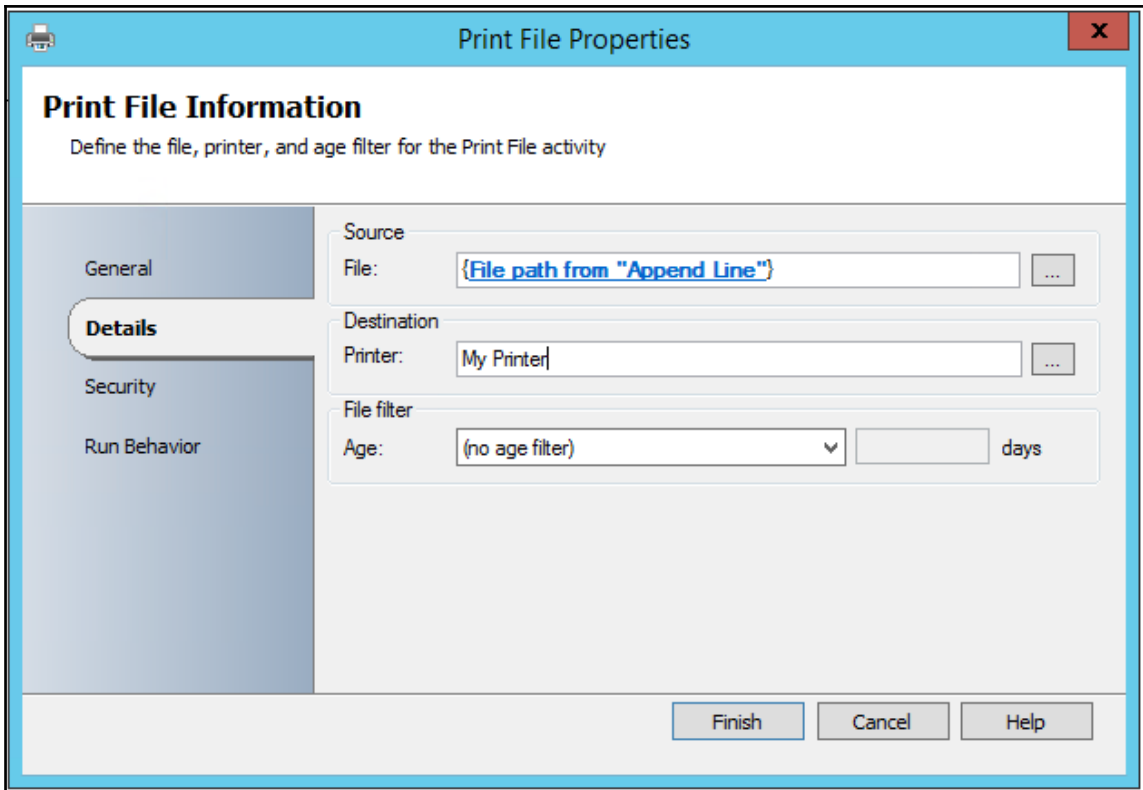 Print File Properties
x
Print File Information
Define the file, printer, and age filter for the Print File activity
General
Details
Security
Run Behavior
Source
File: {File path from "Append Line"} ...
Destination
Printer: My Printer ...
File filter
Age: (no age filter) days
Finish Cancel Help